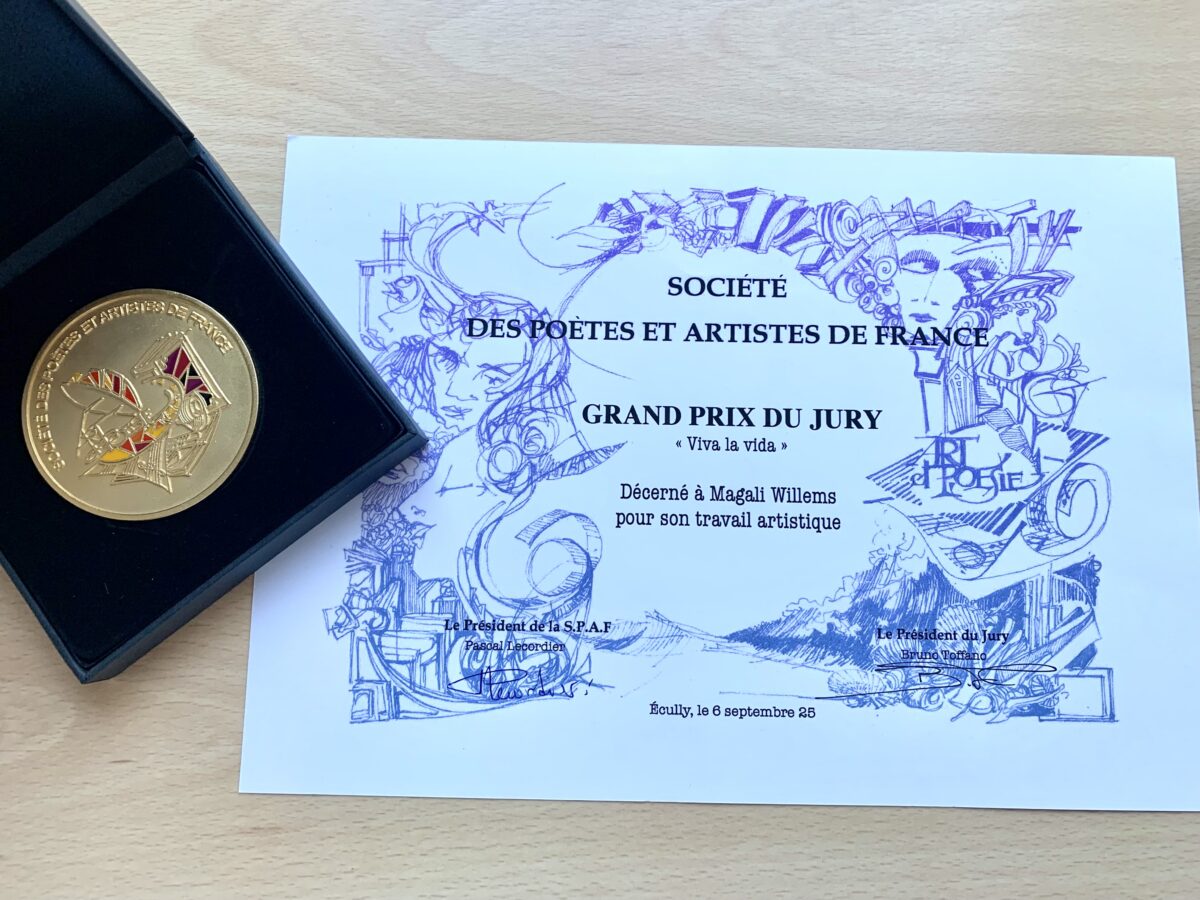 SOCIÉTÉ DES POÈTES ET ARTISTES DE FRANCE
SOCIÉTÉ
DES POÈTES ET ARTISTES DE FRANCE
GRAND PRIX DU JURY
« Viva la vida »
Décerné à Magali Willems
pour son travail artistique
ART
et POÉSIE
Le Président de la S.P.A.F
Pascal Lecordier
Le Président du Jury
Bruno Toffano
Écully, le 6 septembre 25